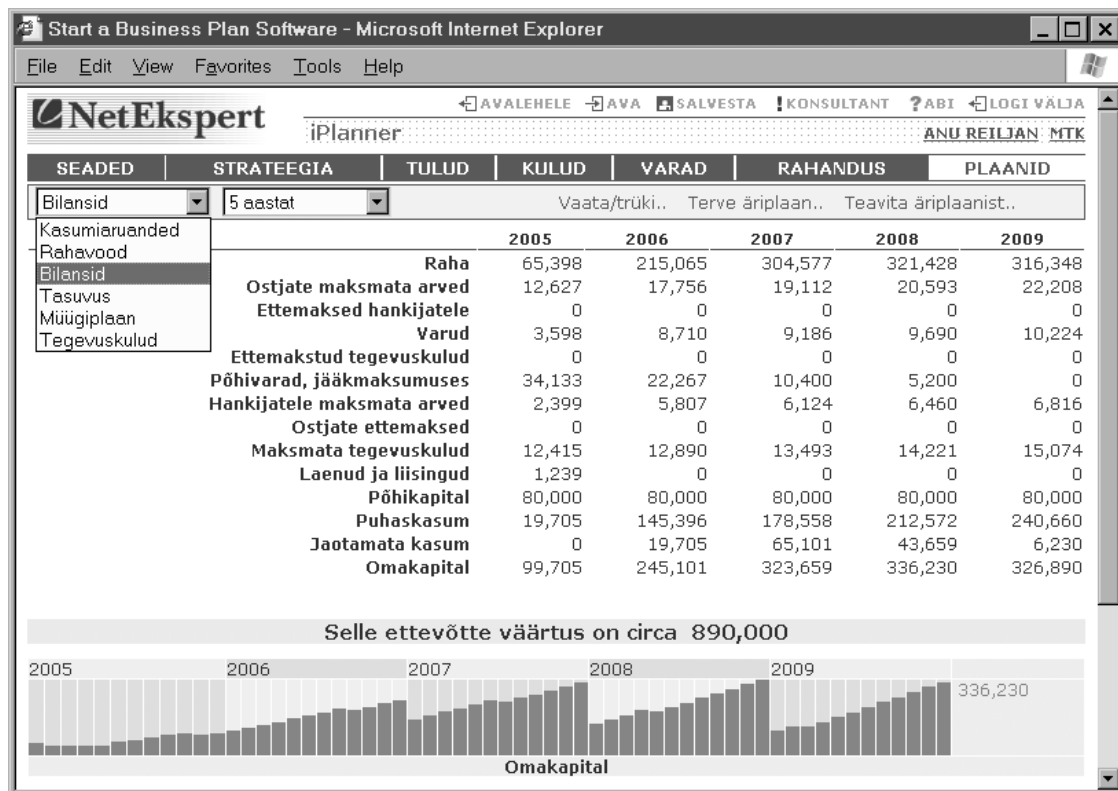 Start a Business Plan Software - Microsoft Internet Explorer
File Edit View Favorites Tools Help
NetEkspert
AVALEHELE AVA SALVESTA KONSULTANT ABI LOGI VÄLJA
iPlanner
ANU REILJAN MTK
SEADED STRATEEGIA TULUD KULUD VARAD RAHANDUS PLAANID
Bilansid 5 aastat Vaata/trüki.. Terve äriplaan.. Teavita äriplaanist..
Kasumiaruanded
Rahavood
Bilansid
Tasuvus
Müügiplaan
Tegevuskulud
2005 2006 2007 2008 2009
Raha 65,398 215,065 304,577 321,428 316,348
Ostjate maksmata arved 12,627 17,756 19,112 20,593 22,208
Ettemaksed hankijatele 0 0 0 0 0
Varud 3,598 8,710 9,186 9,690 10,224
Ettemakstud tegevuskulud 0 0 0 0 0
Põhivarad, jääkmaksumuses 34,133 22,267 10,400 5,200 0
Hankijatele maksmata arved 2,399 5,807 6,124 6,460 6,816
Ostjate ettemaksed 0 0 0 0 0
Maksmata tegevuskulud 12,415 12,890 13,493 14,221 15,074
Laenud ja liisingud 1,239 0 0 0 0
Põhikapital 80,000 80,000 80,000 80,000 80,000
Puhaskasum 19,705 145,396 178,558 212,572 240,660
Jaotamata kasum 0 19,705 65,101 43,659 6,230
Omakapital 99,705 245,101 323,659 336,230 326,890
Selle ettevõtte väärtus on circa 890,000
2005 2006 2007 2008 2009
336,230
Omakapital